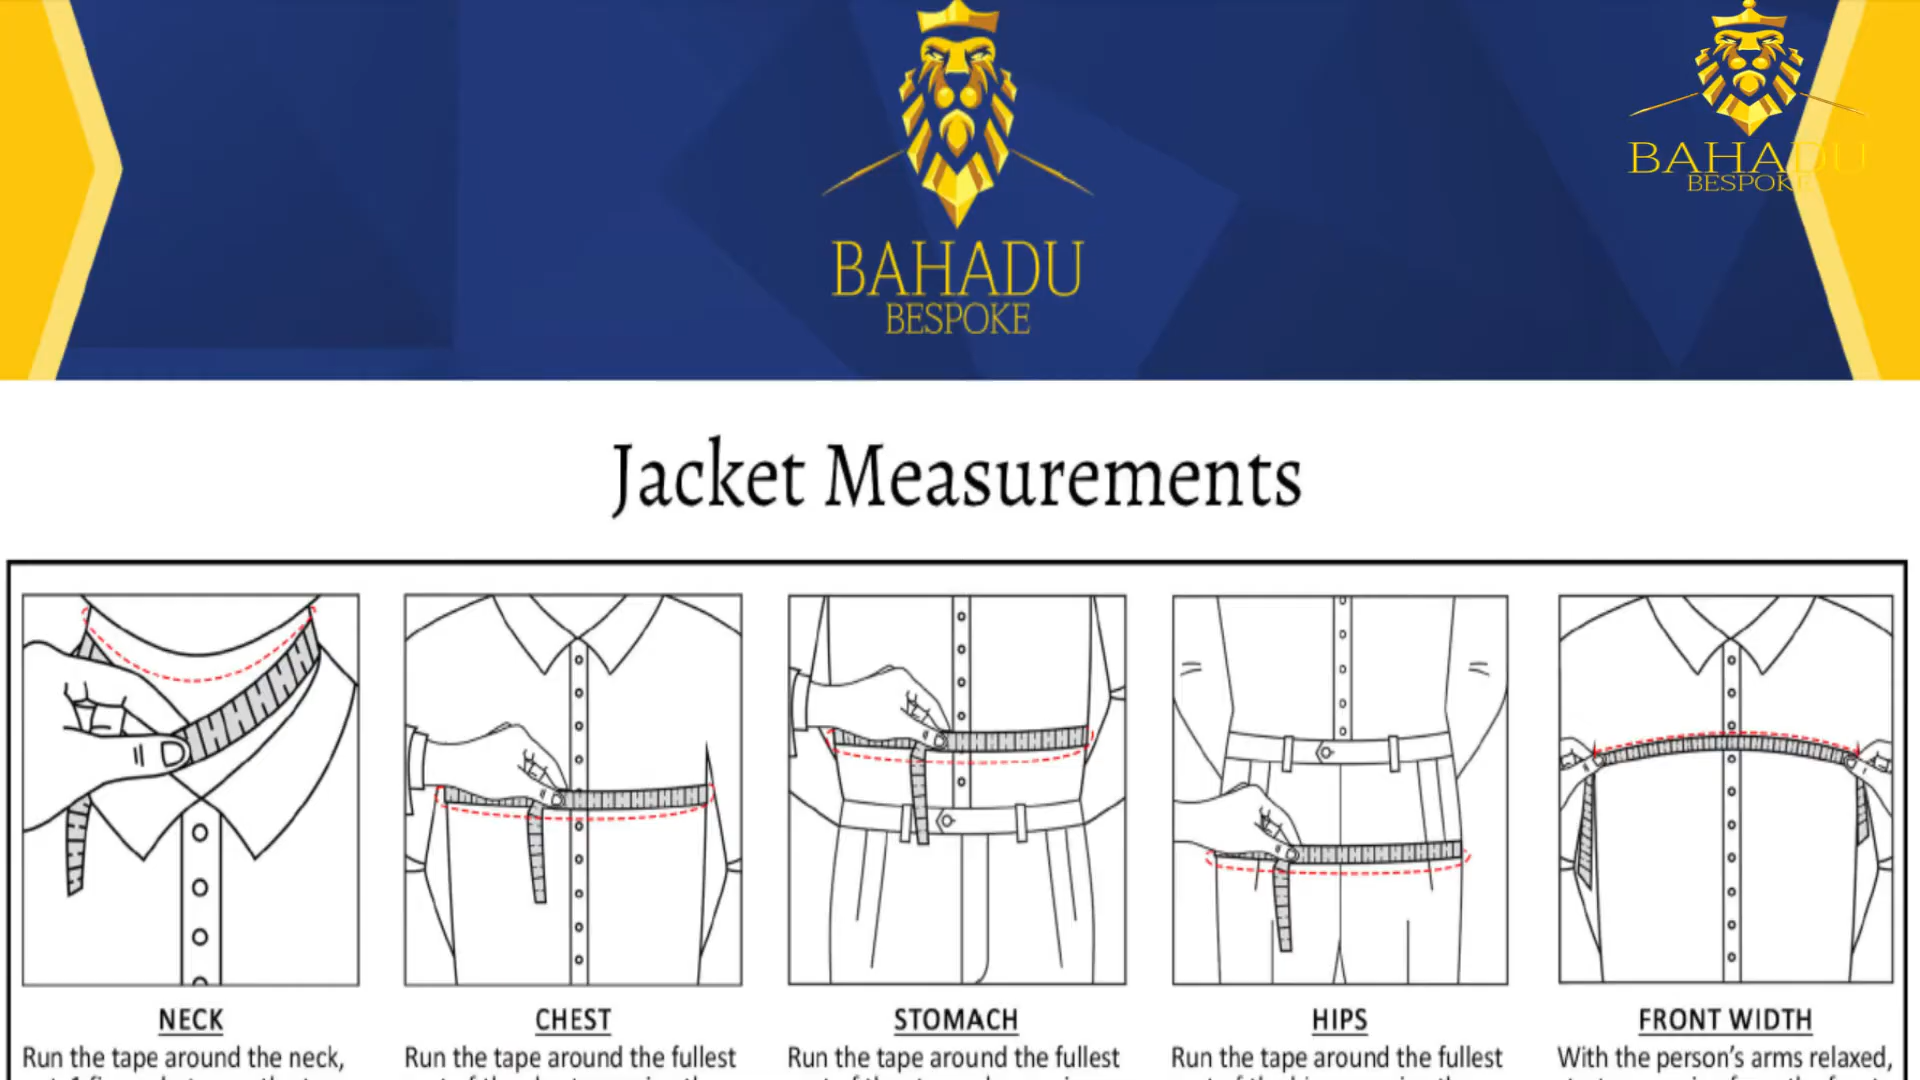 BAHADU
BESPOKE
BAHADU
BESPOKE
Jacket Measurements
NECK
Run the tape around the neck,
CHEST
Run the tape around the fullest
STOMACH
Run the tape around the fullest
HIPS
Run the tape around the fullest
FRONT WIDTH
With the person's arms relaxed,